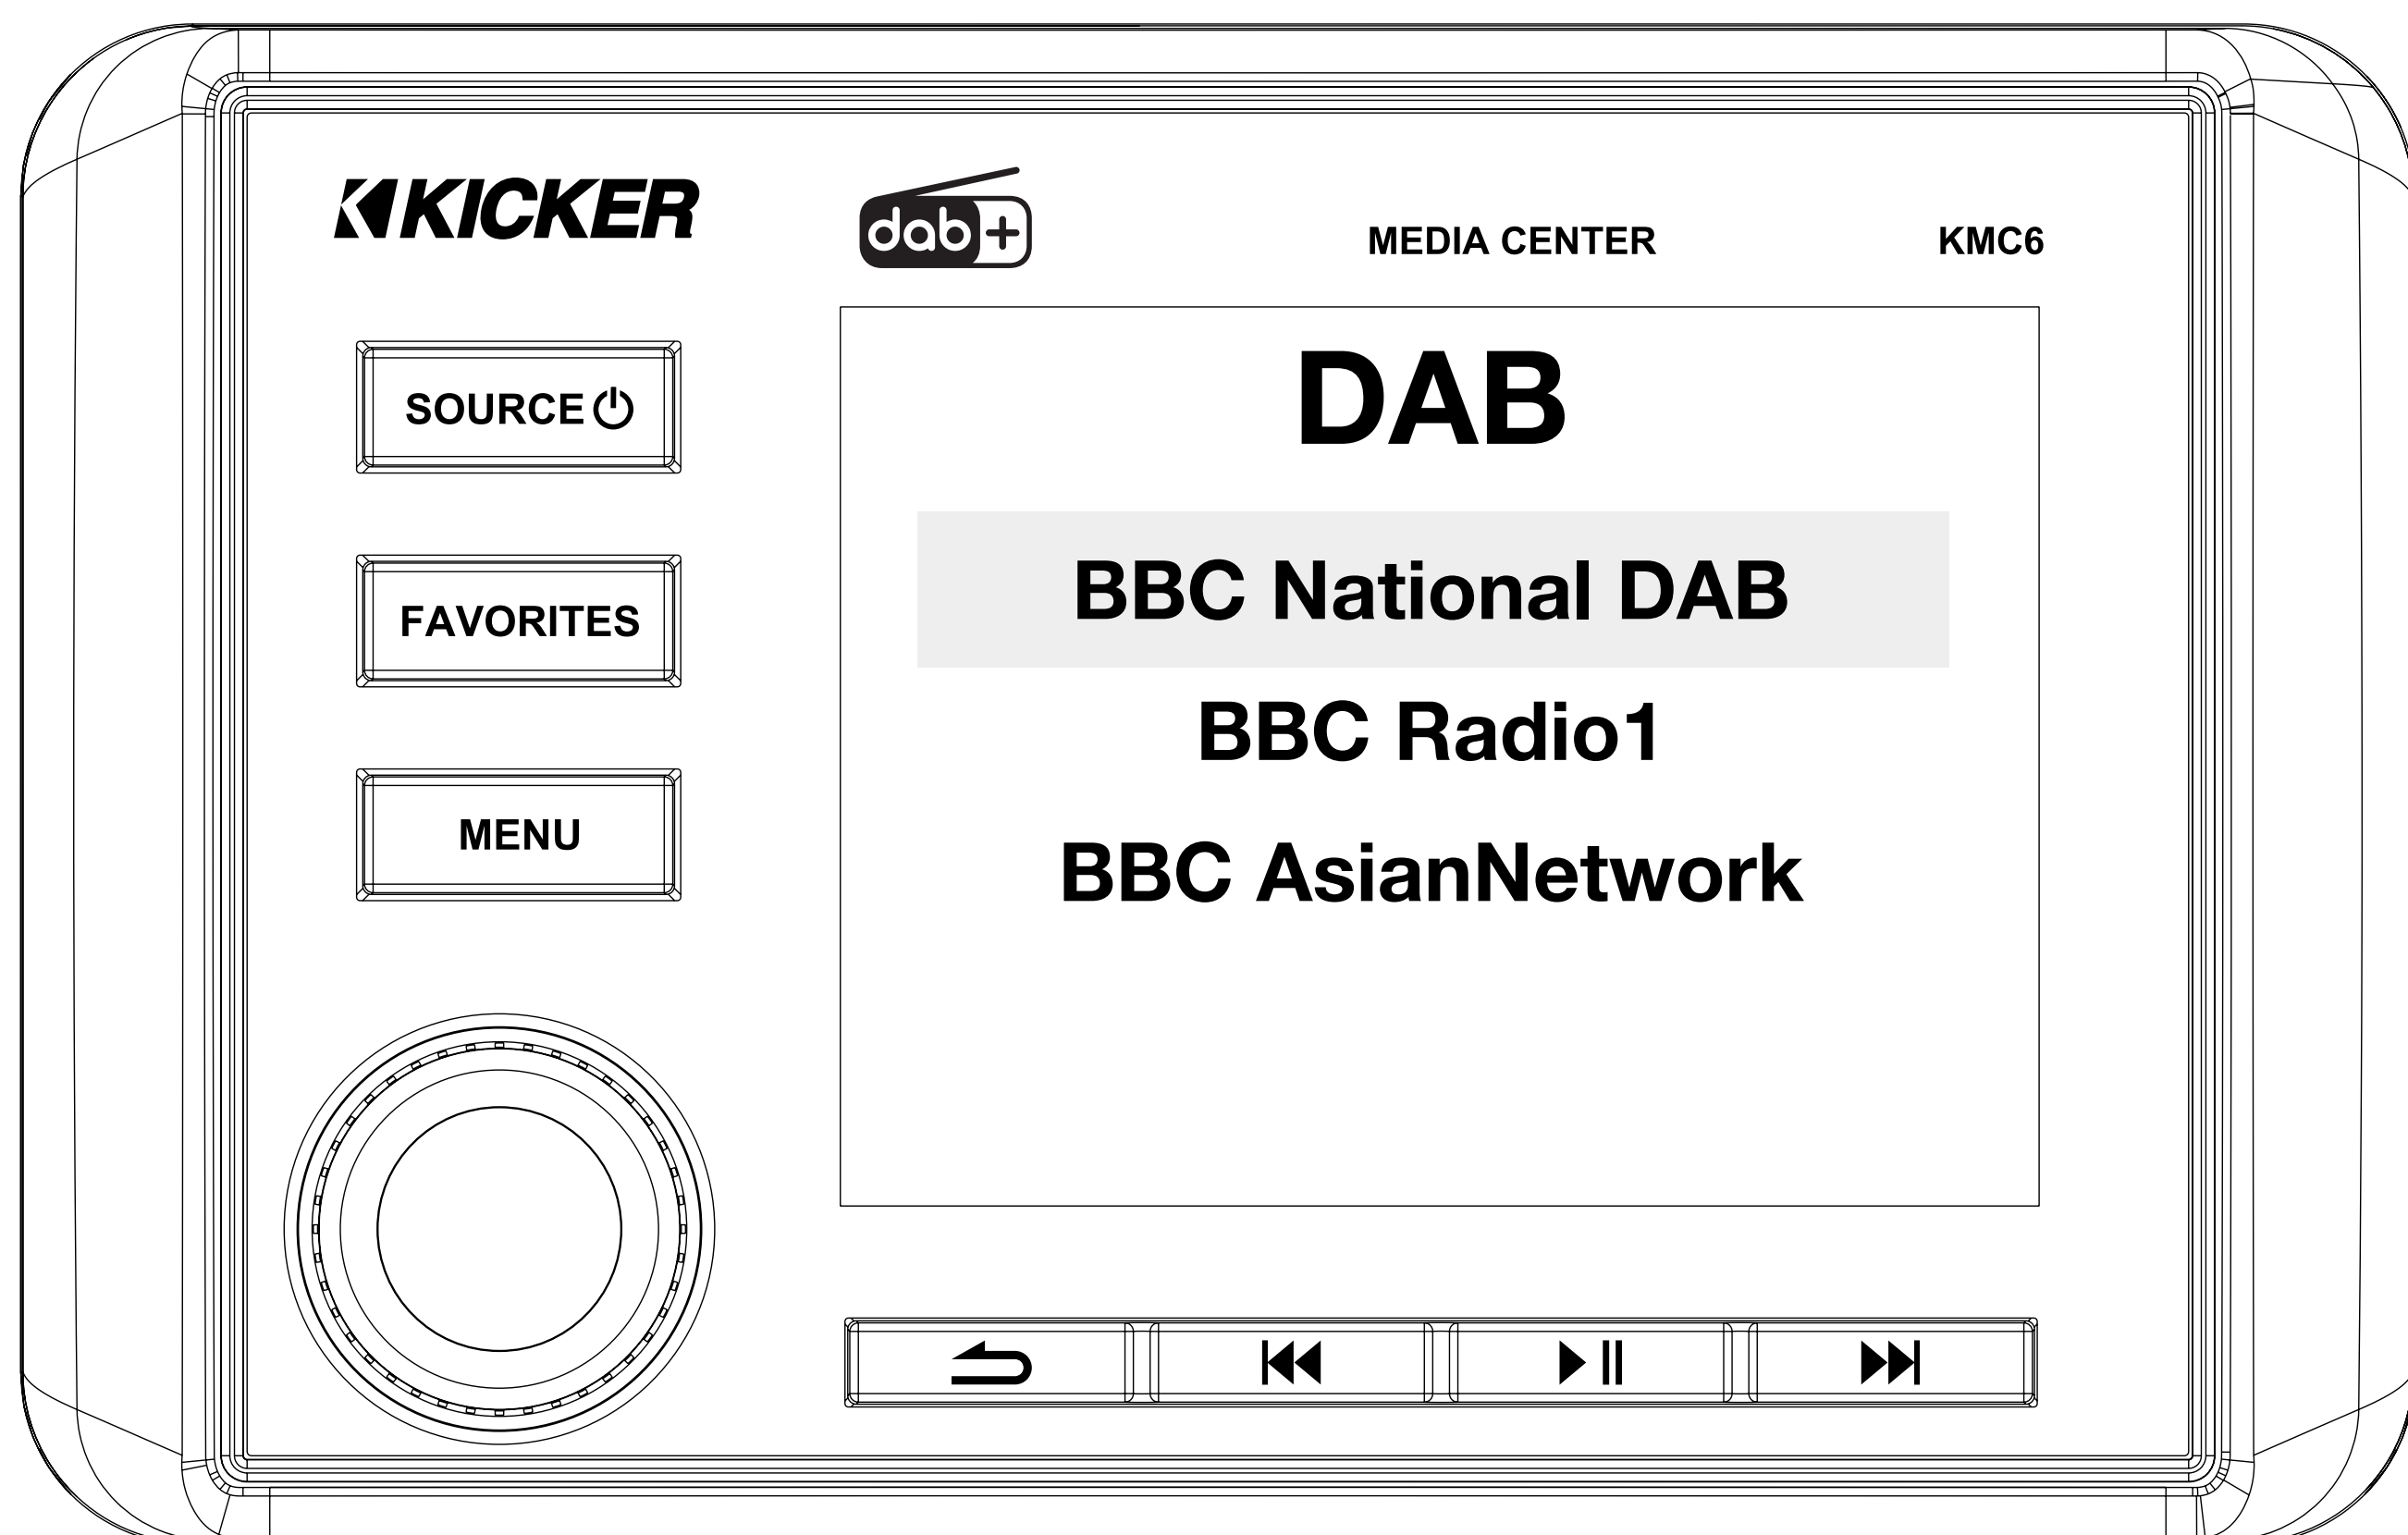 KICKER
dab+
MEDIA CENTER
KMC6
SOURCE
FAVORITES
MENU
DAB
BBC National DAB
BBC Radio1
BBC AsianNetwork